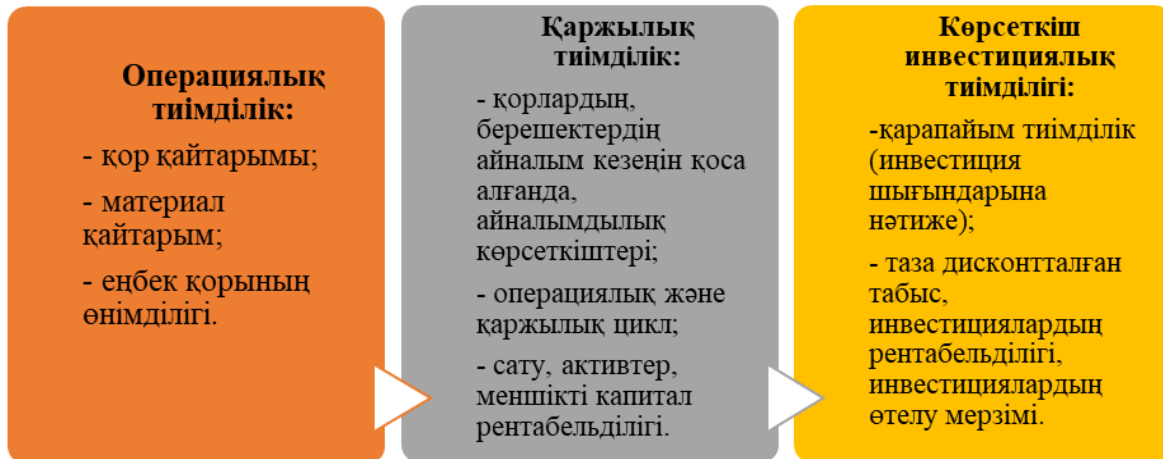 Операциялық
тиімділік:
- қор қайтарымы;
- материал
қайтарым;
- еңбек қорының
өнімділігі.
Қаржылық
тиімділік:
- қорлардың,
берешектердің
айналым кезеңін қоса
алғанда,
айналымдылық
көрсеткіштері;
- операциялық және
қаржылық цикл;
- сату, активтер,
меншікті капитал
рентабельділігі.
Көрсеткіш
инвестициялық
тиімділігі:
-қарапайым тиімділік
(инвестиция
шығындарына
нәтиже);
- таза дисконтталған
табыс,
инвестициялардың
рентабельділігі,
инвестициялардың
өтелу мерзімі.